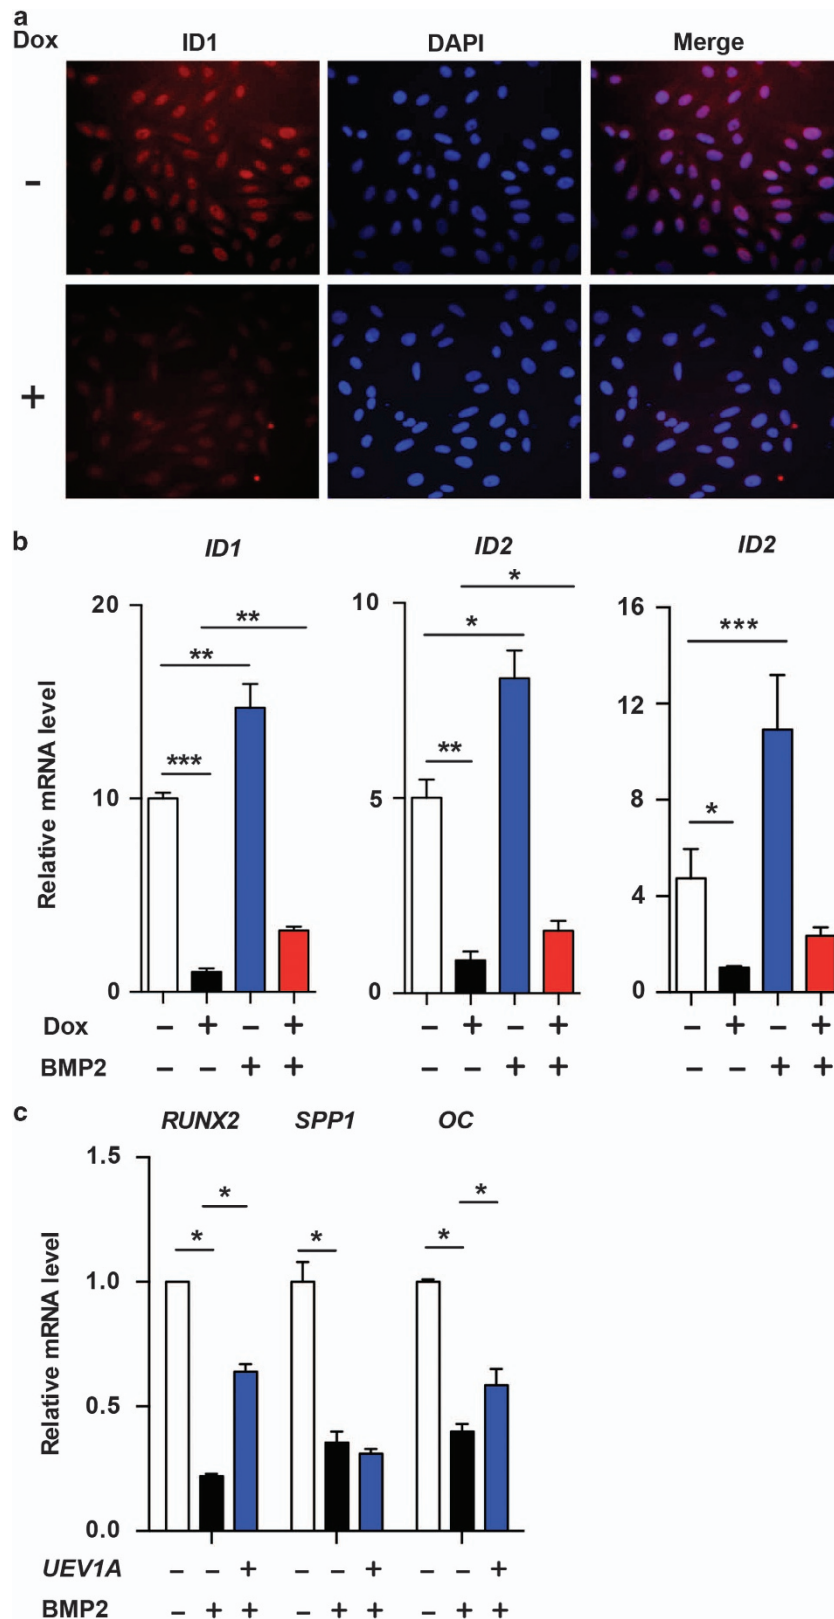 a
Dox ID1 DAPI Merge
-
+
b
ID1 ID2 ID2
Relative mRNA level
20
10
0
**
**
***
10
5
0
*
*
**
16
12
8
4
0
***
*
Dox - + - + - + - + - + - +
BMP2 - - + + - - + + - - + +
c
RUNX2 SPP1 OC
Relative mRNA level
1.5
1.0
0.5
0.0
*
*
*
*
*
UEV1A - - + - - + - - +
BMP2 - + + - + + - + +